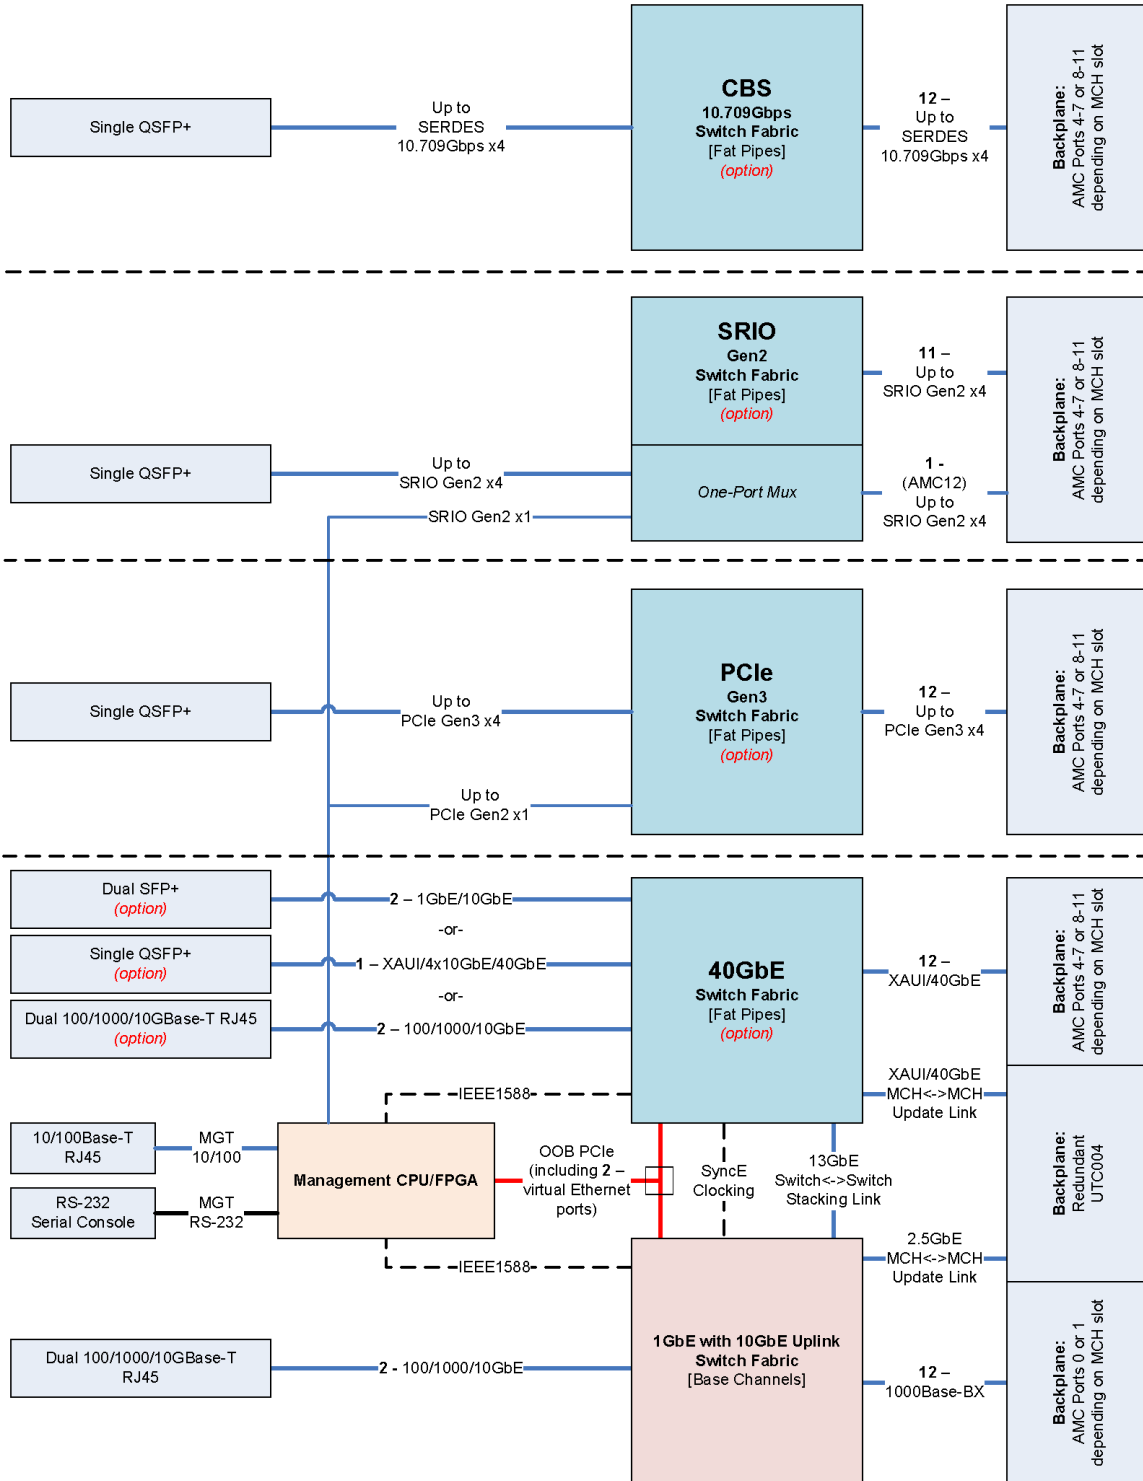 Single QSFP+
Up to
SERDES
10.709Gbps x4
CBS
10.709Gbps
Switch Fabric
[Fat Pipes]
(option)
12 –
Up to
SERDES
10.709Gbps x4
Backplane:
AMC Ports 4-7 or 8-11
depending on MCH slot
SRIO
Gen2
Switch Fabric
[Fat Pipes]
(option)
11 –
Up to
SRIO Gen2 x4
Backplane:
AMC Ports 4-7 or 8-11
depending on MCH slot
Single QSFP+
Up to
SRIO Gen2 x4
SRIO Gen2 x1
One-Port Mux
1 -
(AMC12)
Up to
SRIO Gen2 x4
Single QSFP+
Up to
PCIe Gen3 x4
PCIe
Gen3
Switch Fabric
[Fat Pipes]
(option)
12 –
Up to
PCIe Gen3 x4
Backplane:
AMC Ports 4-7 or 8-11
depending on MCH slot
Up to
PCIe Gen2 x1
Dual SFP+
(option)
2 – 1GbE/10GbE
-or-
Single QSFP+
(option)
1 – XAUI/4x10GbE/40GbE
-or-
Dual 100/1000/10GBase-T RJ45
(option)
2 – 100/1000/10GbE
40GbE
Switch Fabric
[Fat Pipes]
(option)
12 –
XAUI/40GbE
Backplane:
AMC Ports 4-7 or 8-11
depending on MCH slot
IEEE1588
XAUI/40GbE
MCH<->MCH
Update Link
10/100Base-T
RJ45
MGT
10/100
RS-232
Serial Console
MGT
RS-232
Management CPU/FPGA
OOB PCIe
(including 2 –
virtual Ethernet
ports)
SyncE
Clocking
13GbE
Switch<->Switch
Stacking Link
Backplane:
Redundant
UTC004
IEEE1588
2.5GbE
MCH<->MCH
Update Link
Dual 100/1000/10GBase-T
RJ45
2 - 100/1000/10GbE
1GbE with 10GbE Uplink
Switch Fabric
[Base Channels]
12 –
1000Base-BX
Backplane:
AMC Ports 0 or 1
depending on MCH slot